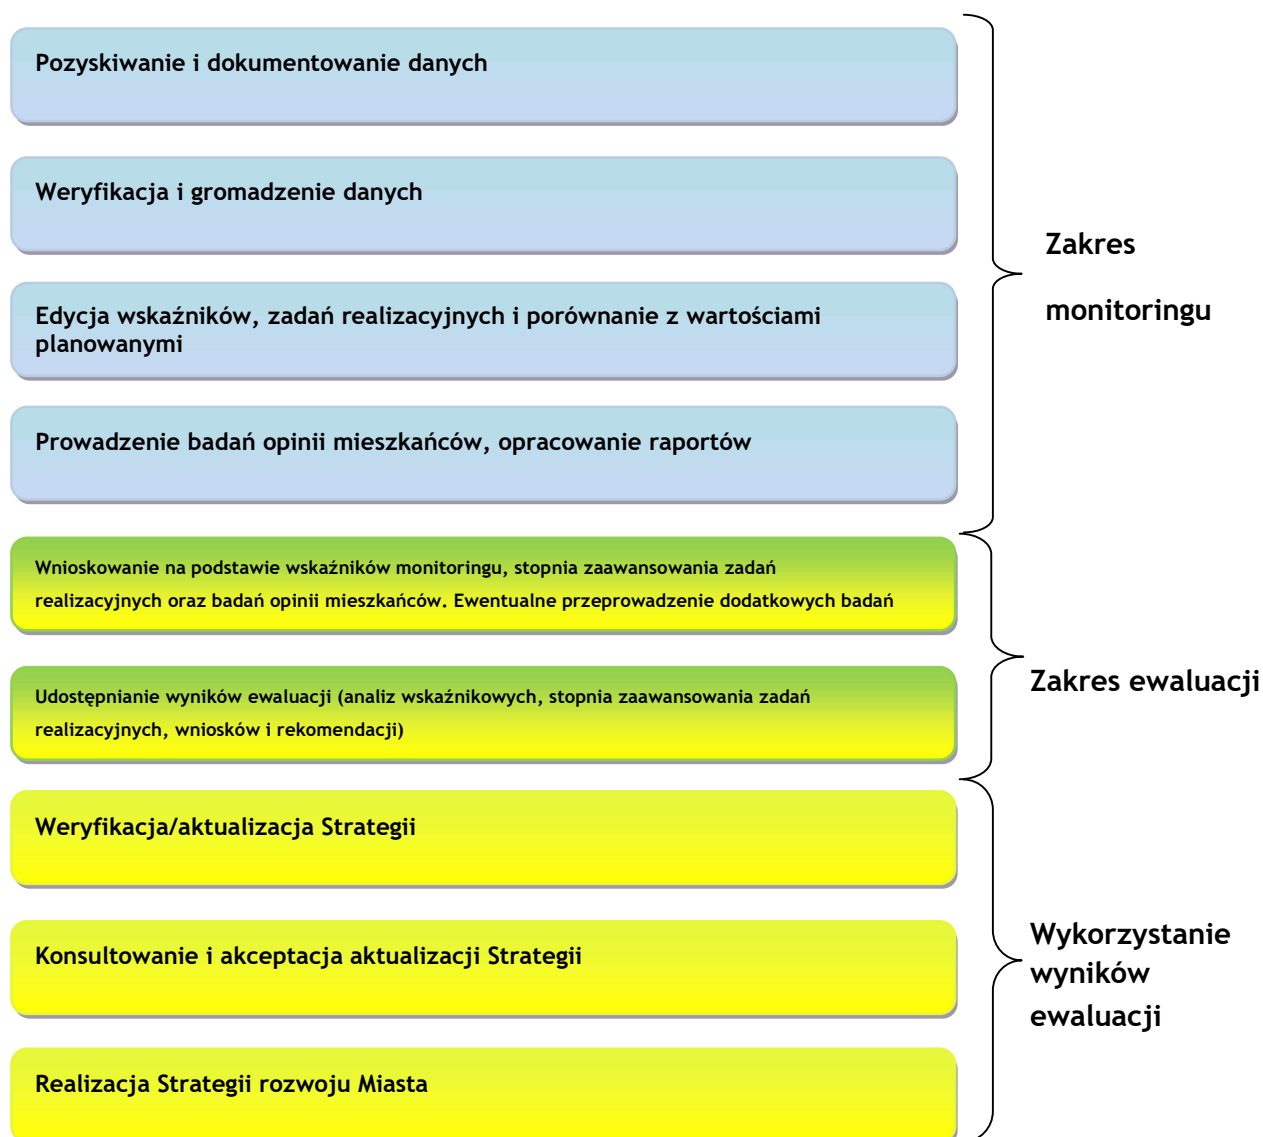 Pozyskiwanie i dokumentowanie danych
Weryfikacja i gromadzenie danych
Edycja wskaźników, zadań realizacyjnych i porównanie z wartościami
planowanymi
Prowadzenie badań opinii mieszkańców, opracowanie raportów
Zakres
monitoringu
Wnioskowanie na podstawie wskaźników monitoringu, stopnia zaawansowania zadań
realizacyjnych oraz badań opinii mieszkańców. Ewentualne przeprowadzenie dodatkowych badań
Udostępnianie wyników ewaluacji (analiz wskaźnikowych, stopnia zaawansowania zadań
realizacyjnych, wniosków i rekomendacji)
Zakres ewaluacji
Weryfikacja/aktualizacja Strategii
Konsultowanie i akceptacja aktualizacji Strategii
Realizacja Strategii rozwoju Miasta
Wykorzystanie
wyników
ewaluacji